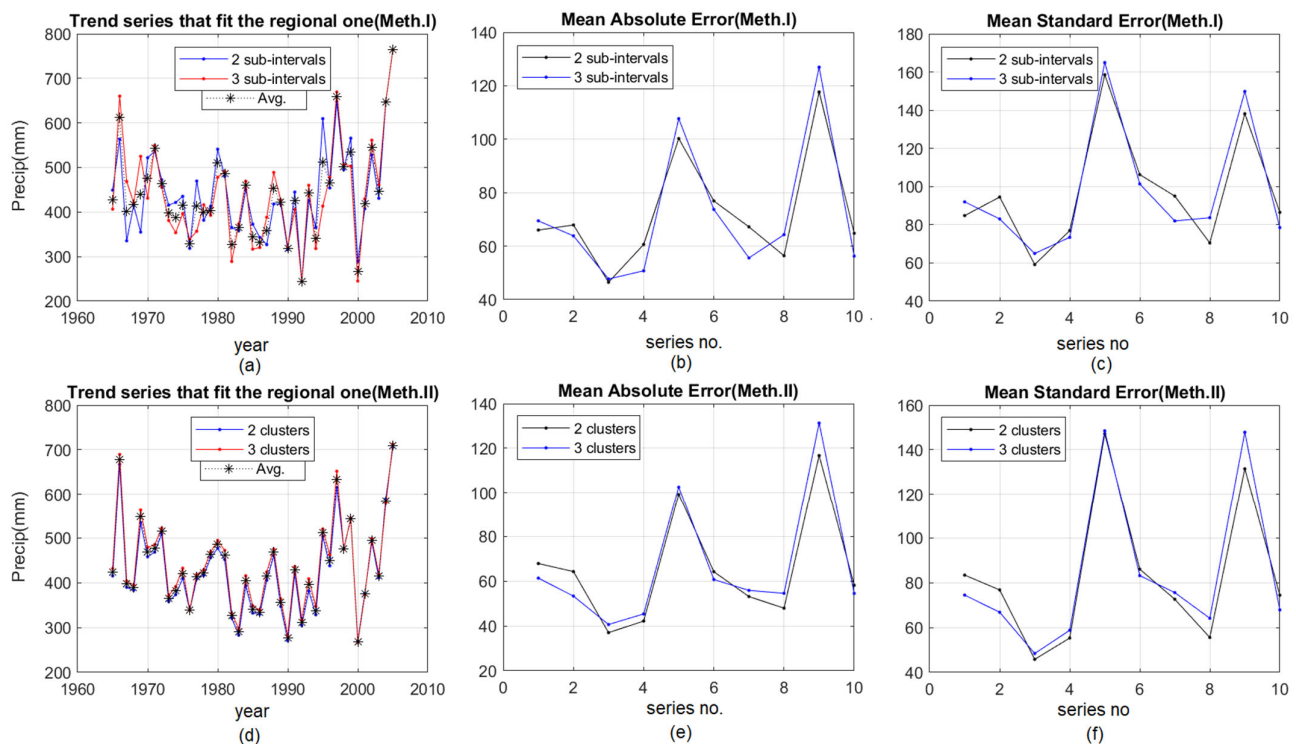 Trend series that fit the regional one(Meth.I)
800
700
600
500
400
300
200
Precip(mm)
2 sub-intervals
3 sub-intervals
Avg.
1960 1970 1980 1990 2000 2010
year
(a)
Mean Absolute Error(Meth.I)
140
120
100
80
60
40
2 sub-intervals
3 sub-intervals
0 2 4 6 8 10
series no.
(b)
Mean Standard Error(Meth.I)
180
160
140
120
100
80
60
40
2 sub-intervals
3 sub-intervals
0 2 4 6 8 10
series no
(c)
Trend series that fit the regional one(Meth.II)
800
700
600
500
400
300
200
Precip(mm)
2 clusters
3 clusters
Avg.
1960 1970 1980 1990 2000 2010
year
(d)
Mean Absolute Error(Meth.II)
140
120
100
80
60
40
20
2 clusters
3 clusters
0 2 4 6 8 10
series no.
(e)
Mean Standard Error(Meth.II)
160
140
120
100
80
60
40
2 clusters
3 clusters
0 2 4 6 8 10
series no
(f)